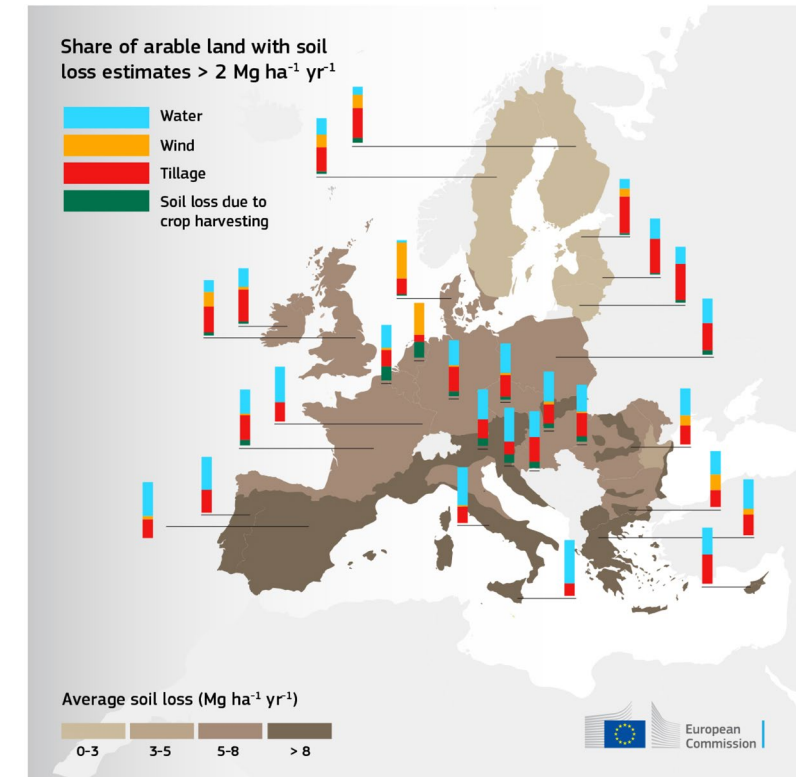 Share of arable land with soil
loss estimates > 2 Mg ha⁻¹ yr⁻¹
Water
Wind
Tillage
Soil loss due to
crop harvesting
Average soil loss (Mg ha⁻¹ yr⁻¹)
0-3 3-5 5-8 > 8
European
Commission